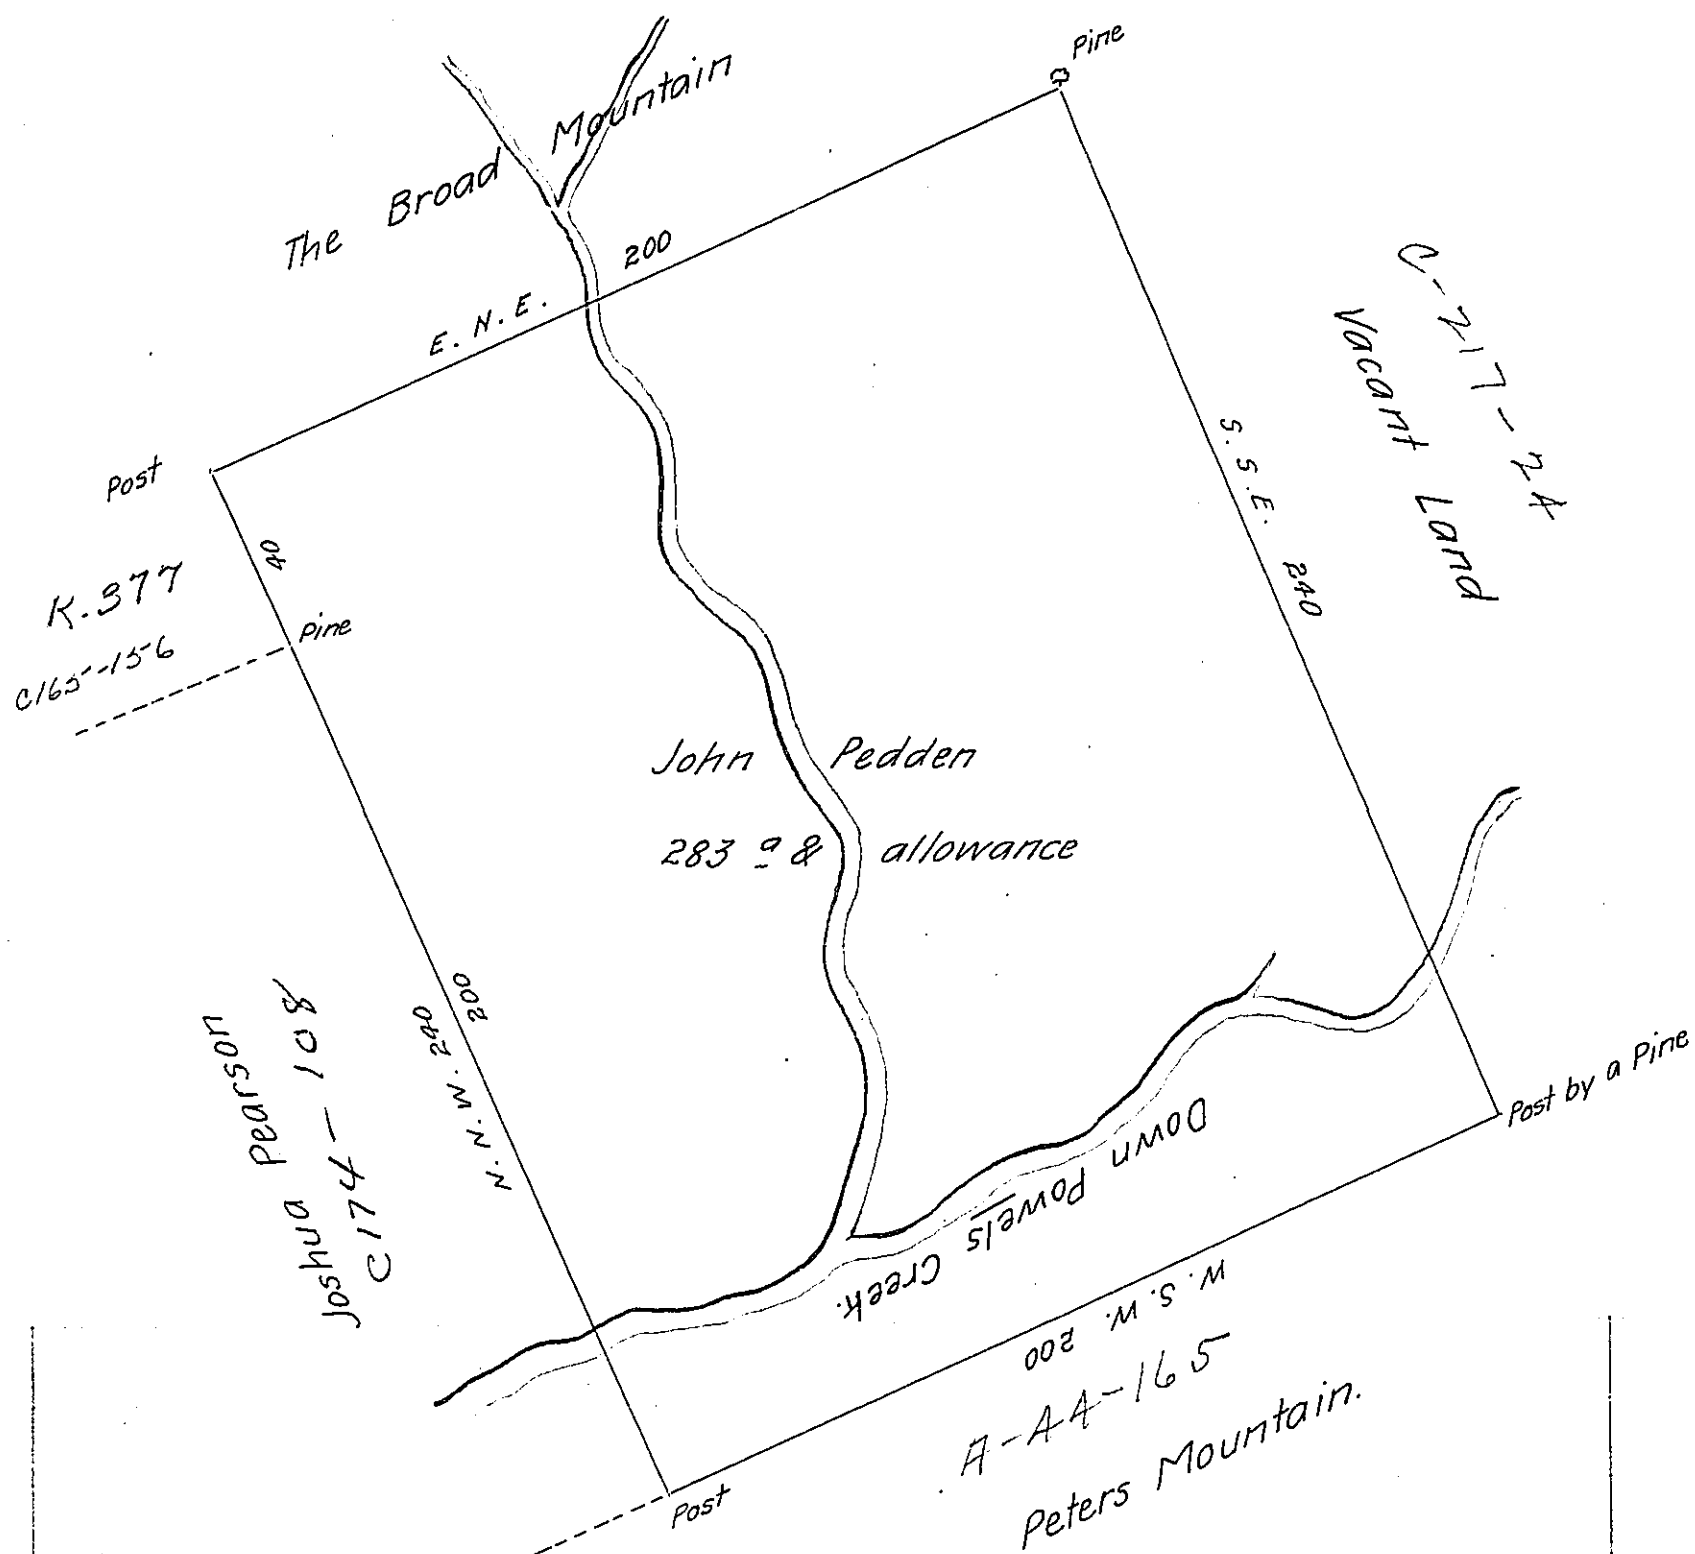 Pine
The Broad Mountain
200
E. N. E.
C-217-24
Vacant Land
S. S. E. 240
Post
40
K. 377
C165-156
Pine
John Pedden
283 a & allowance
Joshua Pearson
C174-108
N. N. W. 240
200
Down Powels Creek.
Post by a Pine
W. S. W. 200
A-AA-165
Peters Mountain.
Post